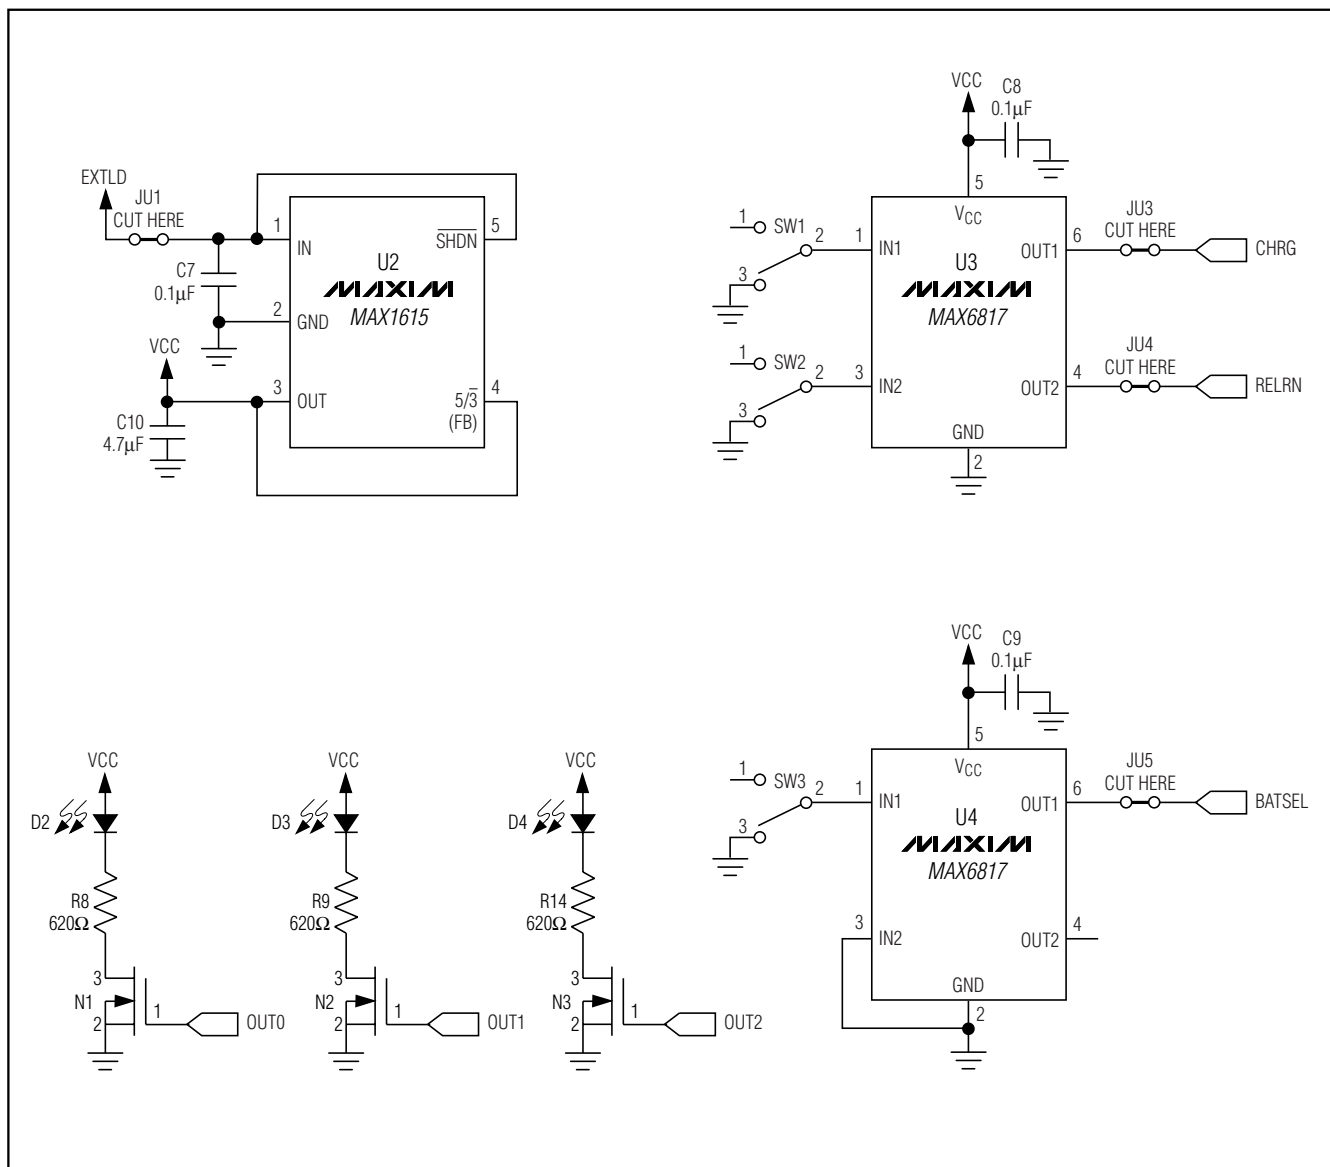 EXTLD
JU1
CUT HERE
C7
0.1µF
1
IN
5
SHDN
U2
MAXIM
MAX1615
2
GND
VCC
3
OUT
4
5/3
(FB)
C10
4.7µF
VCC
C8
0.1µF
5
VCC
1
SW1
2
3
1
IN1
U3
MAXIM
MAX6817
OUT1
6
JU3
CUT HERE
CHRG
1
SW2
2
3
3
IN2
OUT2
4
JU4
CUT HERE
RELRN
GND
2
VCC
D2
R8
620Ω
3
N1
2
1
OUT0
VCC
D3
R9
620Ω
3
N2
2
1
OUT1
VCC
D4
R14
620Ω
3
N3
2
1
OUT2
VCC
C9
0.1µF
5
VCC
1
SW3
2
3
1
IN1
U4
MAXIM
MAX6817
OUT1
6
JU5
CUT HERE
BATSEL
3
IN2
OUT2
4
GND
2